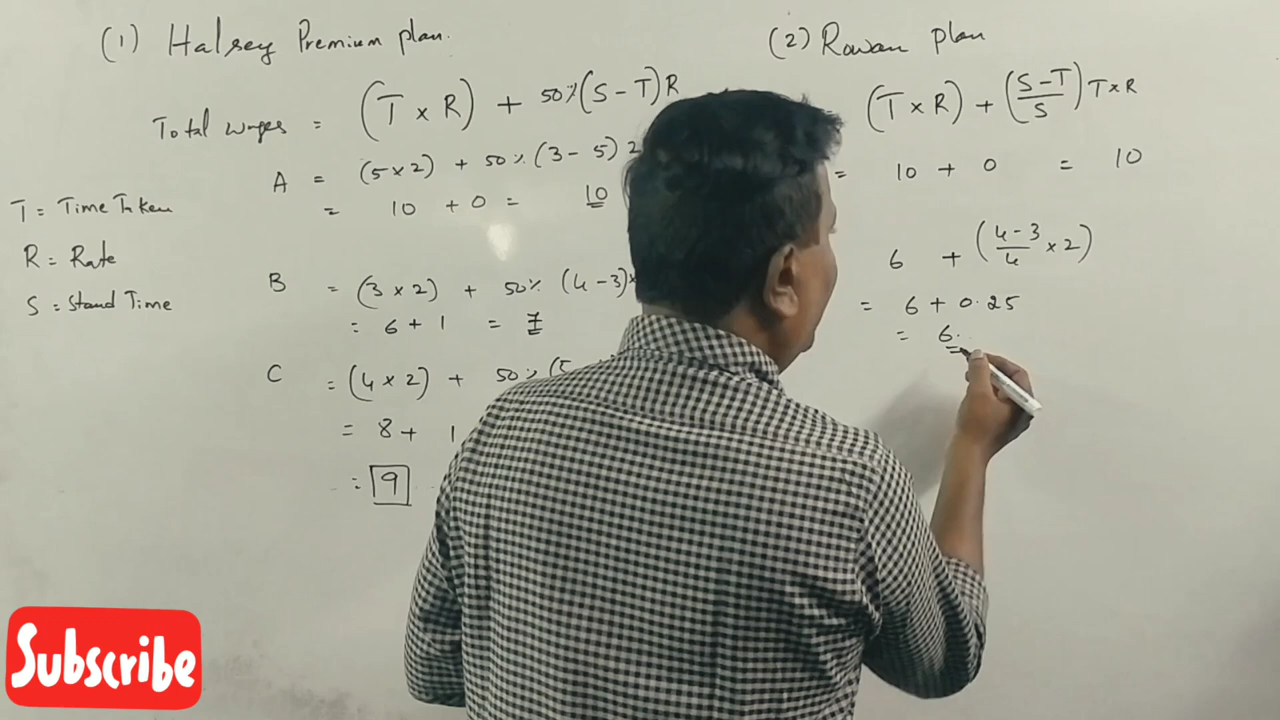 (1) Halsey Premium plan.
Total wages = (T × R) + 50% (S - T) R
A = (5×2) + 50% (3 - 5) 2
= 10 + 0 = 10
T = Time Taken
R = Rate
S = Stand Time
B = (3 × 2) + 50% (4 - 3) ×
= 6 + 1 = 7
C = (4 × 2) + 50% (5
= 8 + 1
= 9
(2) Rowan plan
= (T × R) + (S-T/S) T×R
= 10 + 0 = 10
6 + (4-3/4 × 2)
= 6 + 0.25
= 6.
Subscribe